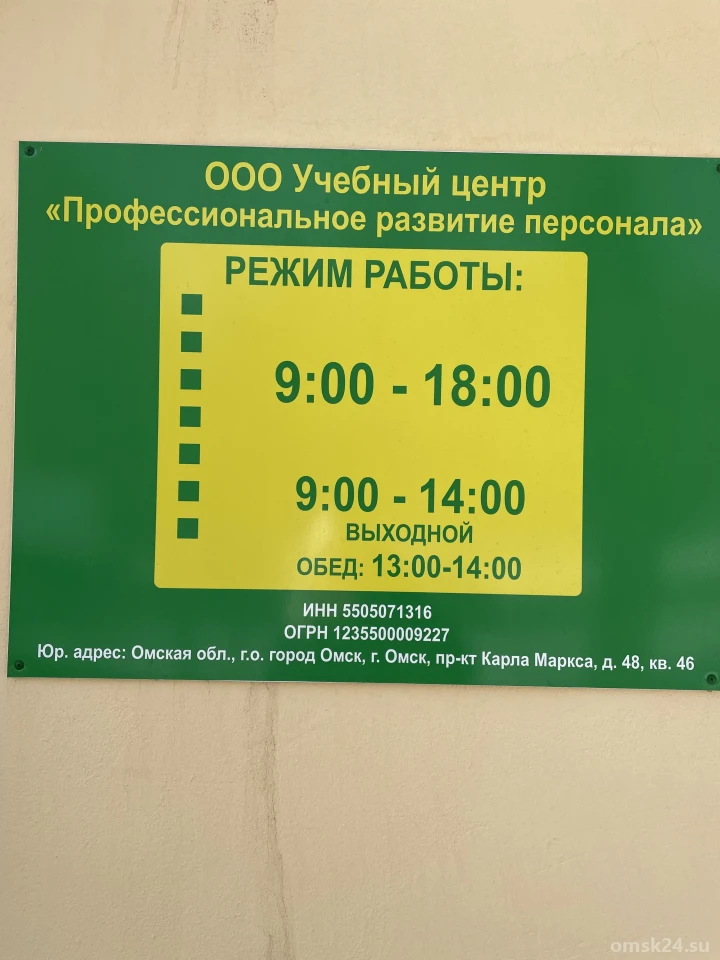 ООО Учебный центр
«Профессиональное развитие персонала»
РЕЖИМ РАБОТЫ:
9:00 - 18:00
9:00 - 14:00
ВЫХОДНОЙ
ОБЕД: 13:00-14:00
ИНН 5505071316
ОГРН 1235500009227
Юр. адрес: Омская обл., г.о. город Омск, г. Омск, пр-кт Карла Маркса, д. 48, кв. 46
omsk24.su